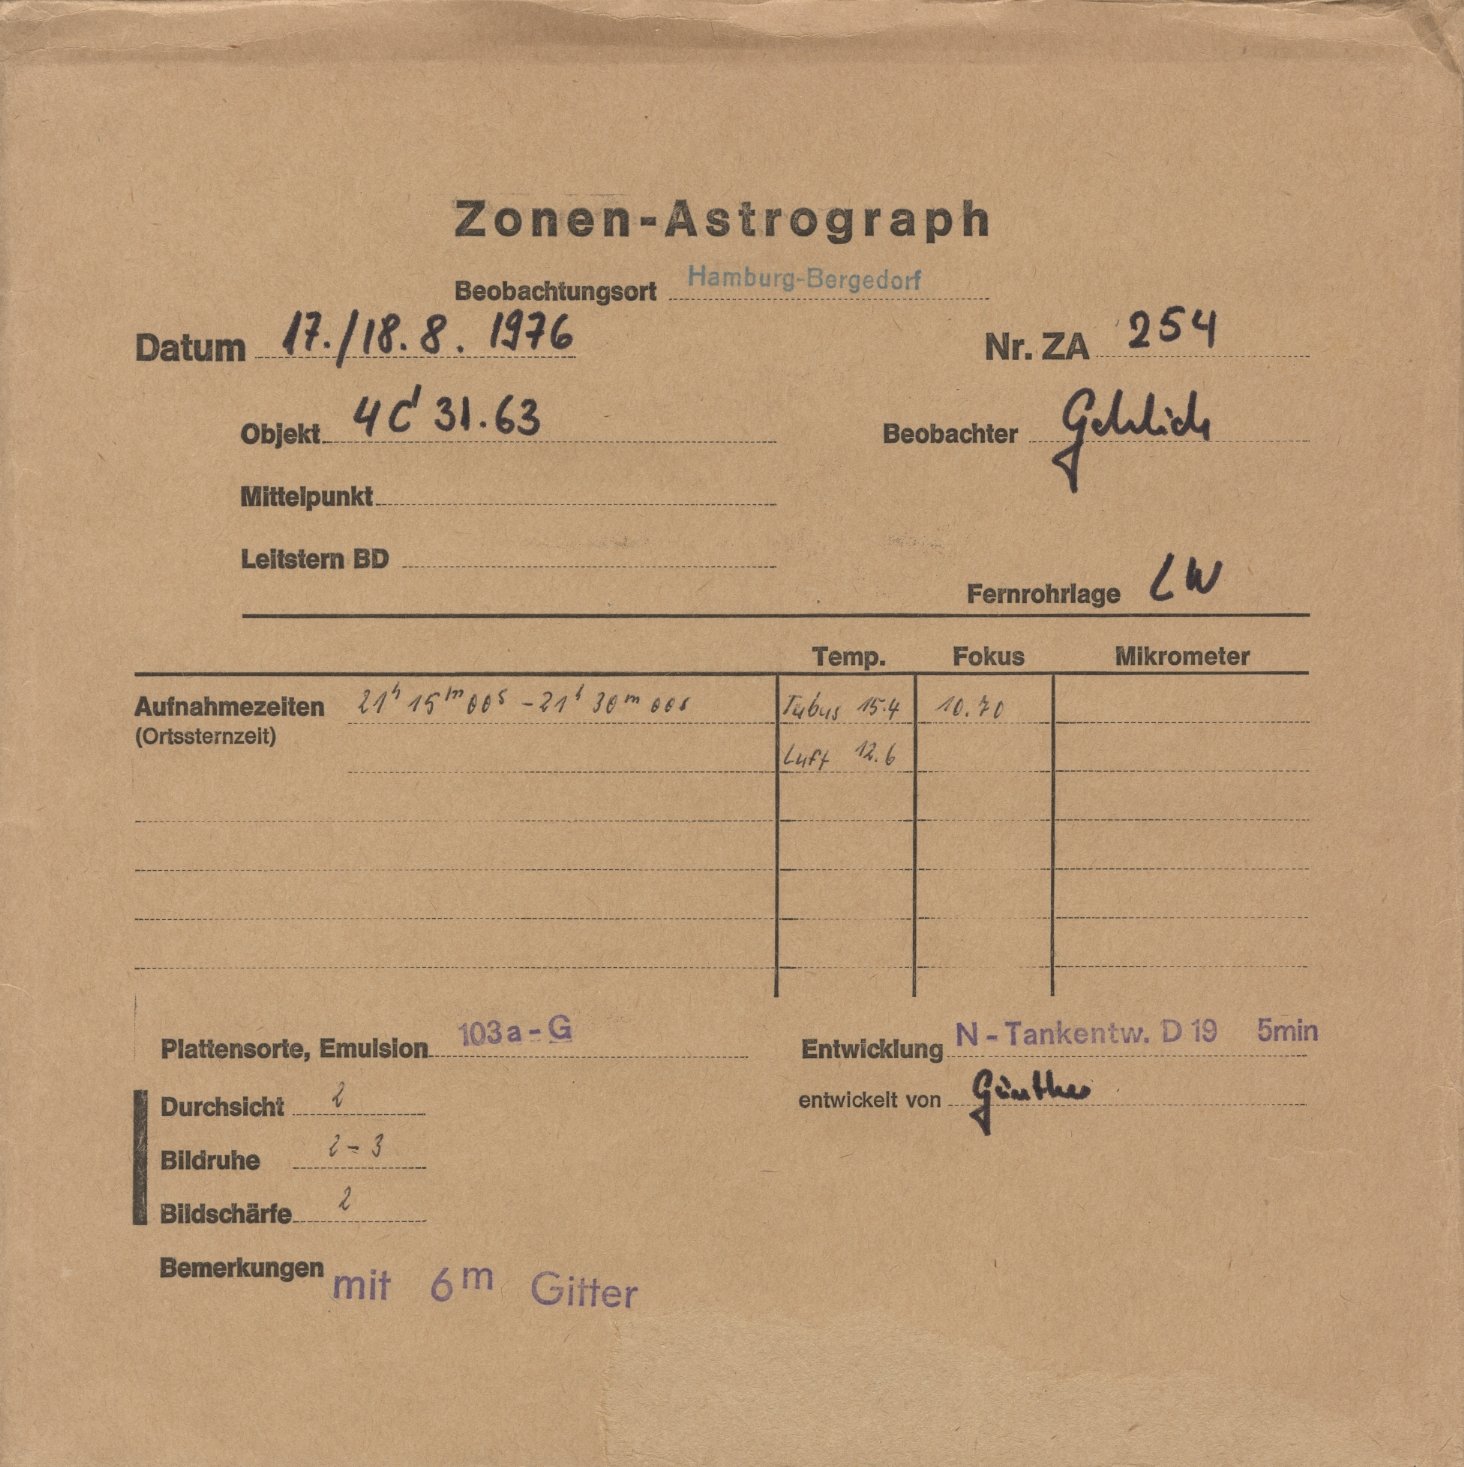 Zonen-Astrograph
Beobachtungsort Hamburg-Bergedorf
Datum 17./18.8. 1976 Nr. ZA 254
Objekt 4C 31.63 Beobachter Gehlich
Mittelpunkt
Leitstern BD
Fernrohrlage LW
Temp. Fokus Mikrometer
Aufnahmezeiten 21h 15m 00s - 21h 30m 00s Tubus 15.4 10.70
(Ortssternzeit)
Luft 12.6
Plattensorte, Emulsion 103a-G Entwicklung N-Tankentw. D 19 5min
Durchsicht 2 entwickelt von Günther
Bildruhe 2-3
Bildschärfe 2
Bemerkungen mit 6m Gitter